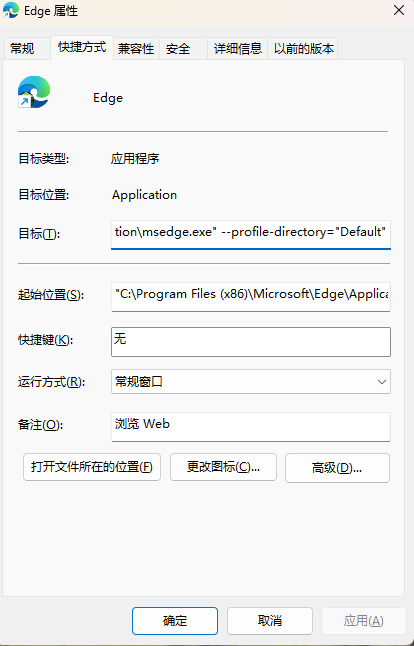 Edge 属性
常规 快捷方式 兼容性 安全 详细信息 以前的版本
Edge
目标类型: 应用程序
目标位置: Application
目标(T): tion\msedge.exe" --profile-directory="Default"
起始位置(S): "C:\Program Files (x86)\Microsoft\Edge\Applica
快捷键(K): 无
运行方式(R): 常规窗口
备注(O): 浏览 Web
打开文件所在的位置(F) 更改图标(C)... 高级(D)...
确定 取消 应用(A)